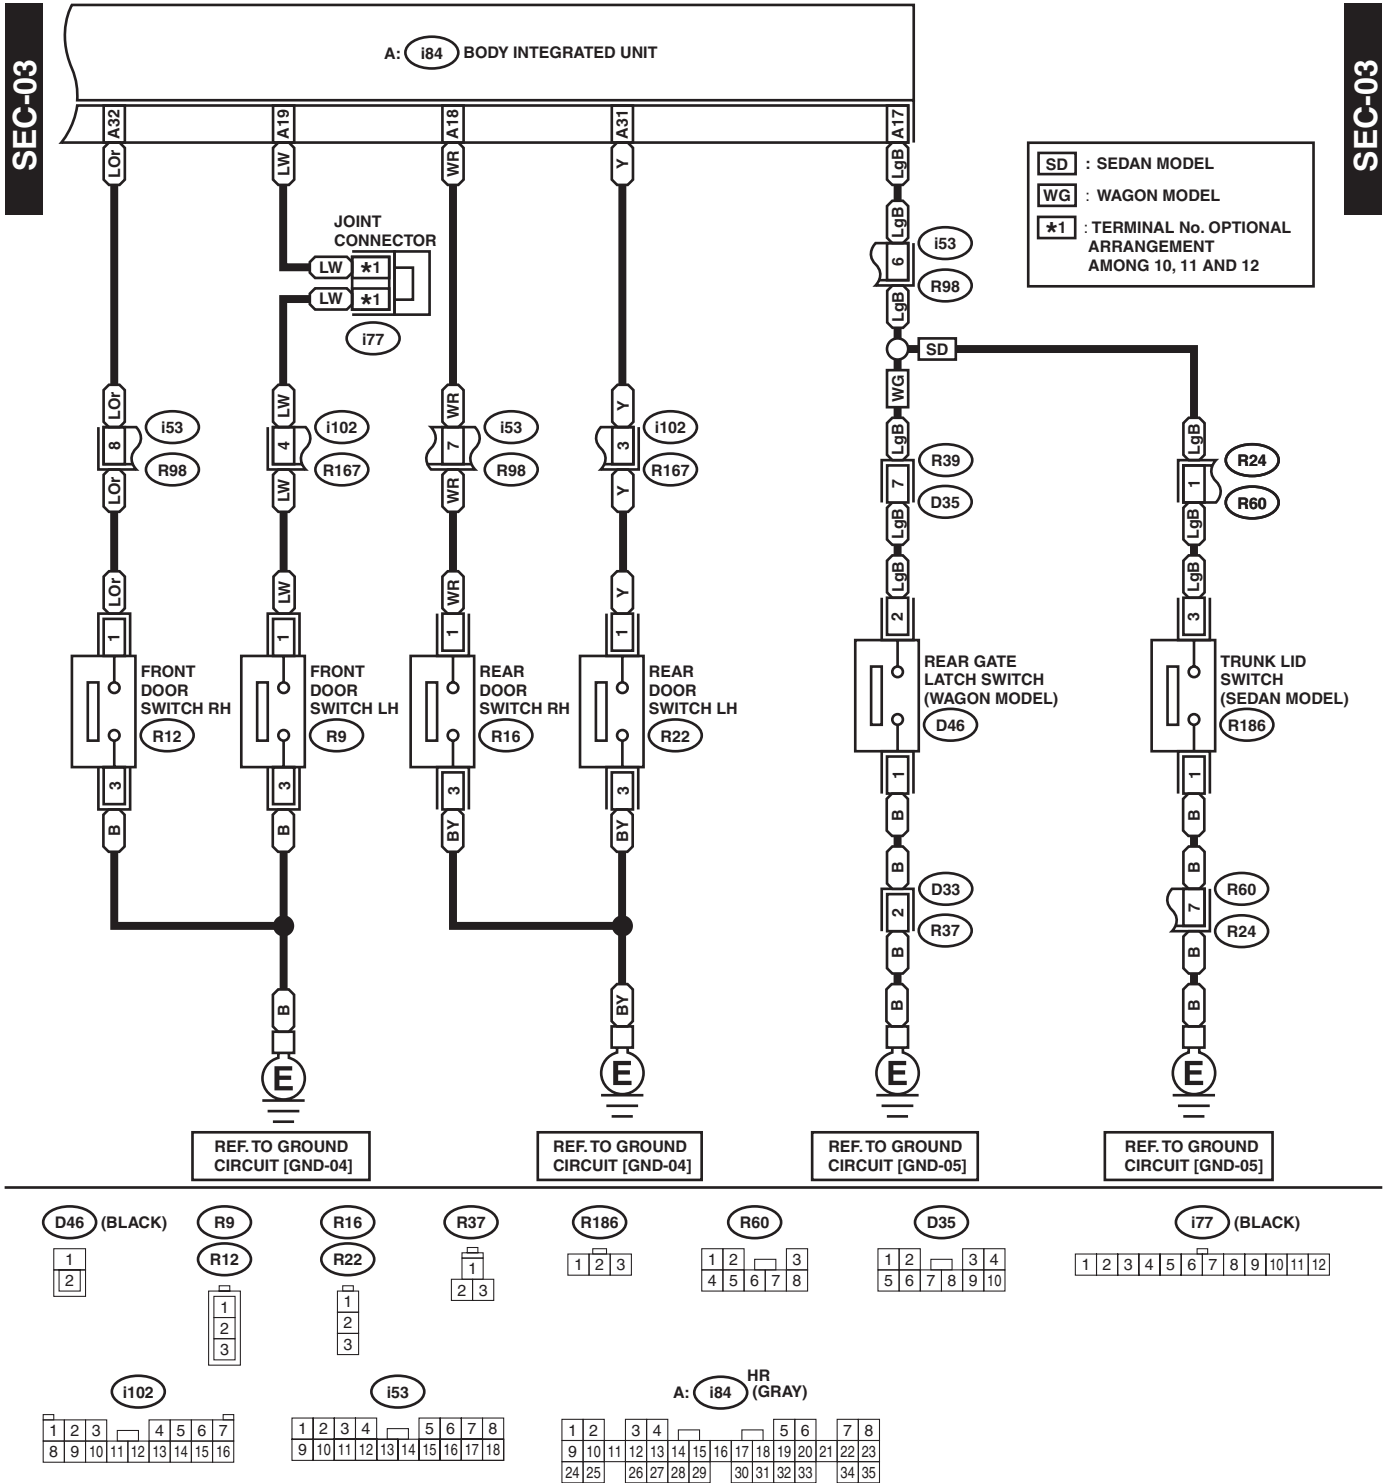 SEC-03
SEC-03
A: i84 BODY INTEGRATED UNIT
A32 A19 A18 A31 A17
LOr LW WR Y LgB
SD : SEDAN MODEL
WG : WAGON MODEL
*1 : TERMINAL No. OPTIONAL
ARRANGEMENT
AMONG 10, 11 AND 12
JOINT
CONNECTOR
LW *1
LW *1
i77
LgB
6 i53
R98
LgB
SD
WG
LOr LW WR Y
8 i53 4 i102 7 i53 3 i102
R98 R167 R98 R167
LOr LW WR Y
LgB LgB
7 R39 1 R24
D35 R60
LgB LgB
LOr LW WR Y LgB LgB
1 1 1 1 2 3
FRONT
DOOR
SWITCH RH
R12
FRONT
DOOR
SWITCH LH
R9
REAR
DOOR
SWITCH RH
R16
REAR
DOOR
SWITCH LH
R22
REAR GATE
LATCH SWITCH
(WAGON MODEL)
D46
TRUNK LID
SWITCH
(SEDAN MODEL)
R186
3 3 3 3 1 1
B B BY BY B B
B B
2 D33 7 R60
R37 R24
B B
B BY B B
E E E E
REF. TO GROUND
CIRCUIT [GND-04]
REF. TO GROUND
CIRCUIT [GND-04]
REF. TO GROUND
CIRCUIT [GND-05]
REF. TO GROUND
CIRCUIT [GND-05]
D46 (BLACK)
1
2
R9
R12
1
2
3
R16
R22
1
2
3
R37
1
2 3
R186
1 2 3
R60
1 2 3
4 5 6 7 8
D35
1 2 3 4
5 6 7 8 9 10
i77 (BLACK)
1 2 3 4 5 6 7 8 9 10 11 12
i102
1 2 3 4 5 6 7
8 9 10 11 12 13 14 15 16
i53
1 2 3 4 5 6 7 8
9 10 11 12 13 14 15 16 17 18
A: i84 HR
(GRAY)
1 2 3 4 5 6 7 8
9 10 11 12 13 14 15 16 17 18 19 20 21 22 23
24 25 26 27 28 29 30 31 32 33 34 35